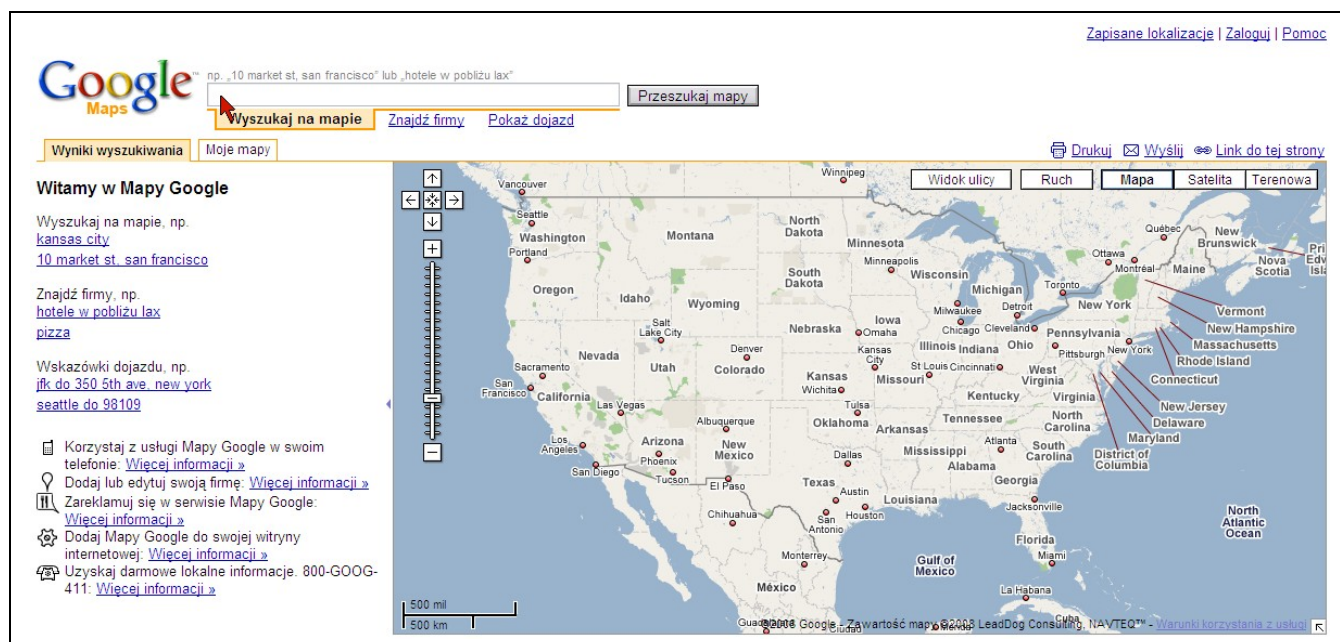 Zapisane lokalizacje | Zaloguj | Pomoc
Google™
Maps
np. „10 market st, san francisco” lub „hotele w pobliżu lax”
Przeszukaj mapy
Wyszukaj na mapie Znajdź firmy Pokaż dojazd
Wyniki wyszukiwania Moje mapy
Drukuj Wyślij Link do tej strony
Witamy w Mapy Google
Wyszukaj na mapie, np.
kansas city
10 market st, san francisco
Znajdź firmy, np.
hotele w pobliżu lax
pizza
Wskazówki dojazdu, np.
jfk do 350 5th ave, new york
seattle do 98109
Korzystaj z usługi Mapy Google w swoim
telefonie: Więcej informacji »
Dodaj lub edytuj swoją firmę: Więcej informacji »
Zareklamuj się w serwisie Mapy Google:
Więcej informacji »
Dodaj Mapy Google do swojej witryny
internetowej: Więcej informacji »
Uzyskaj darmowe lokalne informacje. 800-GOOG-
411: Więcej informacji »
Widok ulicy Ruch Mapa Satelita Terenowa
Winnipeg
Vancouver
Seattle
Washington
Portland
Montana
North
Dakota
Minnesota
Minneapolis
Québec
New
Brunswick
Ottawa
Montréal
Maine
Nova
Scotia
Pri
Edv
Isla
Oregon
Idaho
Wyoming
South
Dakota
Wisconsin
Michigan
Toronto
Milwaukee
Detroit
New York
Vermont
New Hampshire
Massachusetts
Rhode Island
Connecticut
Salt
Lake City
Nebraska
Iowa
Omaha
Chicago
Cleveland
Pennsylvania
Pittsburgh
New York
Nevada
Utah
Denver
Colorado
Kansas
City
Illinois
Indiana
Ohio
Sacramento
San
Francisco
California
Las Vegas
Kansas
Wichita
Missouri
St Louis
Cincinnati
West
Virginia
Kentucky
Virginia
New Jersey
Delaware
Maryland
District of
Columbia
Albuquerque
Tulsa
Oklahoma
Arkansas
Tennessee
North
Carolina
Los
Angeles
San Diego
Arizona
Phoenix
Tucson
New
Mexico
El Paso
Dallas
Mississippi
Alabama
Atlanta
South
Carolina
Georgia
Texas
Austin
San
Antonio
Houston
Louisiana
Jacksonville
Chihuahua
Florida
Miami
North
Atlantic
Ocean
Monterrey
Gulf of
Mexico
México
La Habana
Cuba
Mérida
Ciudad
500 mil
500 km
©2008 Google - Zawartość mapy ©2008 LeadDog Consulting, NAVTEQ™ - Warunki korzystania z usługi